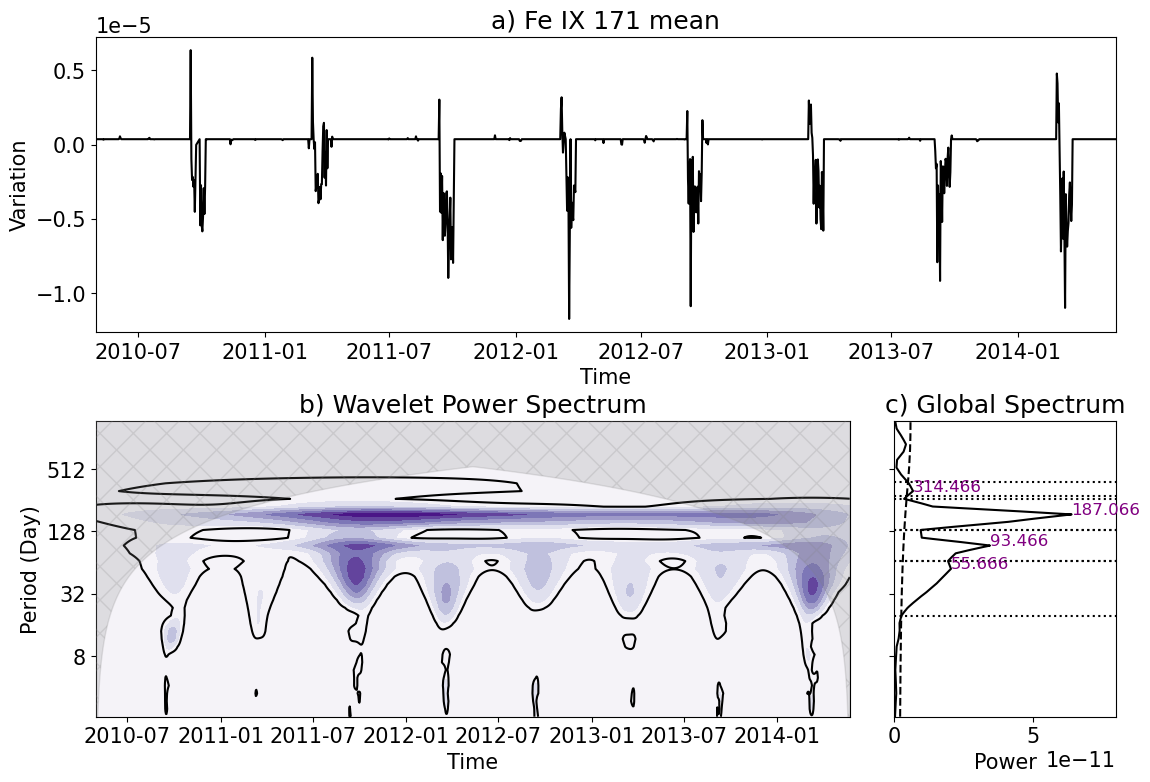 a) Fe IX 171 mean
1e−5
0.5
0.0
−0.5
−1.0
Variation
2010-07 2011-01 2011-07 2012-01 2012-07 2013-01 2013-07 2014-01
Time
b) Wavelet Power Spectrum
512
128
32
8
Period (Day)
2010-07 2011-01 2011-07 2012-01 2012-07 2013-01 2013-07 2014-01
Time
c) Global Spectrum
314.466
187.066
93.466
55.666
0 5
Power 1e−11